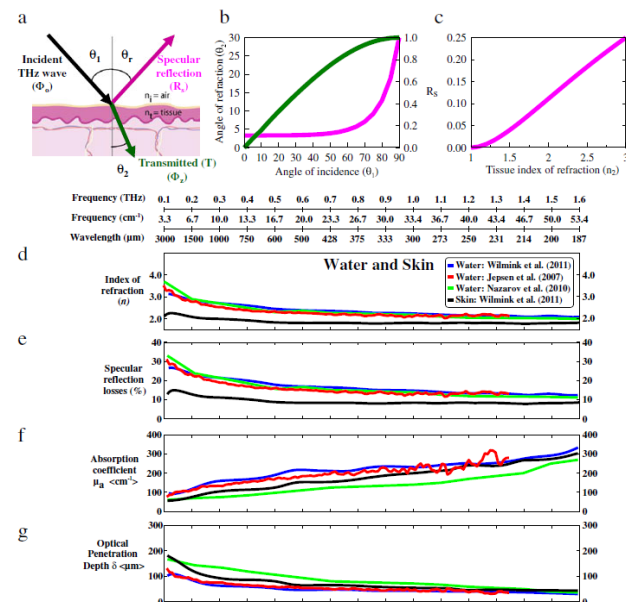 a
Incident
THz wave
(Φo)
θ1
θr
Specular
reflection
(Rs)
ni = air
ns = tissue
θ2
Transmitted (T)
(Φz)
b
Angle of refraction (θ2)
30
25
20
15
10
5
0
1.0
0.8
0.6
0.4
0.2
0.0
RS
0 10 20 30 40 50 60 70 80 90
Angle of incidence (θ1)
c
0.25
0.20
0.15
0.10
0.05
0.00
1 1.5 2 2.5 3
Tissue index of refraction (n2)
Frequency (THz) 0.1 0.2 0.3 0.4 0.5 0.6 0.7 0.8 0.9 1.0 1.1 1.2 1.3 1.4 1.5 1.6
Frequency (cm-1) 3.3 6.7 10.0 13.3 16.7 20.0 23.3 26.7 30.0 33.4 36.7 40.0 43.4 46.7 50.0 53.4
Wavelength (μm) 3000 1500 1000 750 600 500 428 375 333 300 273 250 231 214 200 187
d
Water and Skin
Water: Wilmink et al. (2011)
Water: Jepsen et al. (2007)
Water: Nazarov et al. (2010)
Skin: Wilmink et al. (2011)
Index of
refraction
(n)
4.0 4.0
3.0 3.0
2.0 2.0
e
Specular
reflection
losses (%)
40 40
30 30
20 20
10 10
0 0
f
Absorption
coefficient
μa <cm-1>
400 400
300 300
200 200
100 100
0 0
g
Optical
Penetration
Depth δ <μm>
300 300
200 200
100 100
0 0